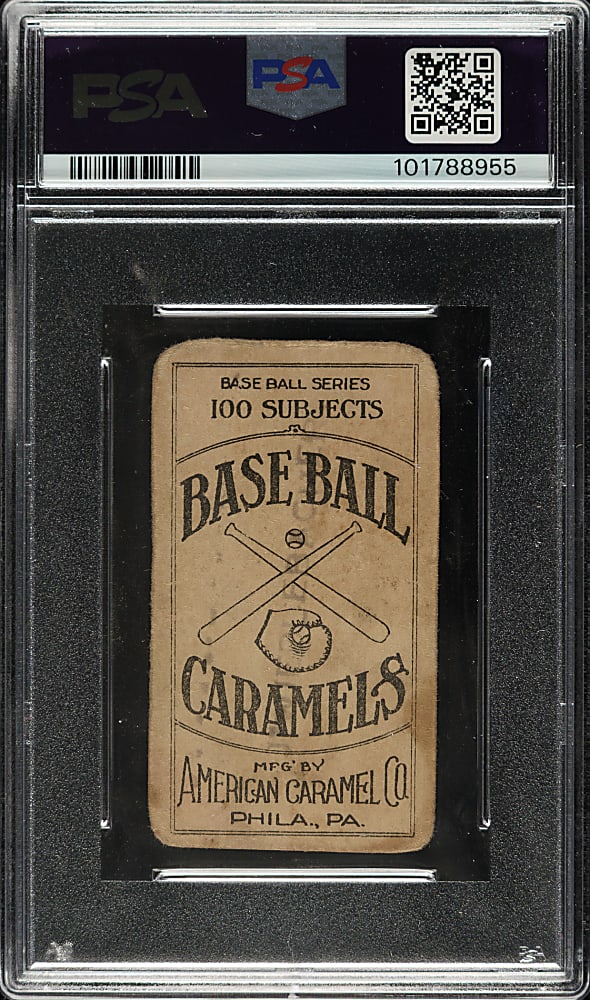 PSA PSA
101788955
BASE BALL SERIES
100 SUBJECTS
BASE BALL
CARAMELS
MFG' BY
AMERICAN CARAMEL CO.
PHILA., PA.